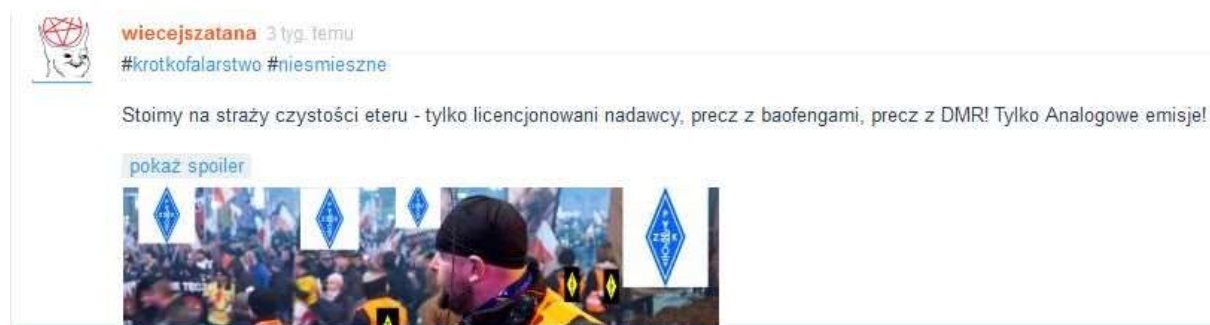 wiecejszatana 3 tyg. temu
#krotkofalarstwo #niesmieszne
Stoimy na straży czystości eteru - tylko licencjonowani nadawcy, precz z baofengami, precz z DMR! Tylko Analogowe emisje!
pokaż spoiler